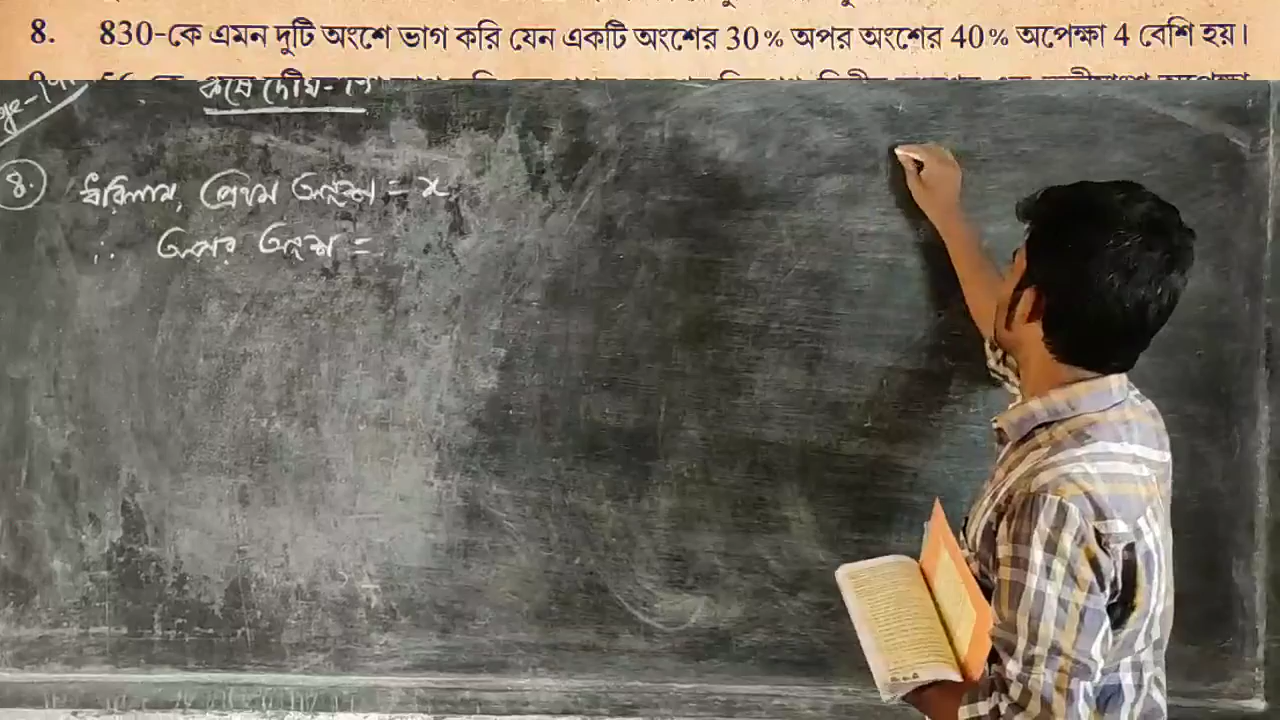 8. 830-কে এমন দুটি অংশে ভাগ করি যেন একটি অংশের 30% অপর অংশের 40% অপেক্ষা 4 বেশি হয়।
কষে দেখি-
8. ধরিলাম, প্রথম অংশ = x
∴ অপর অংশ =